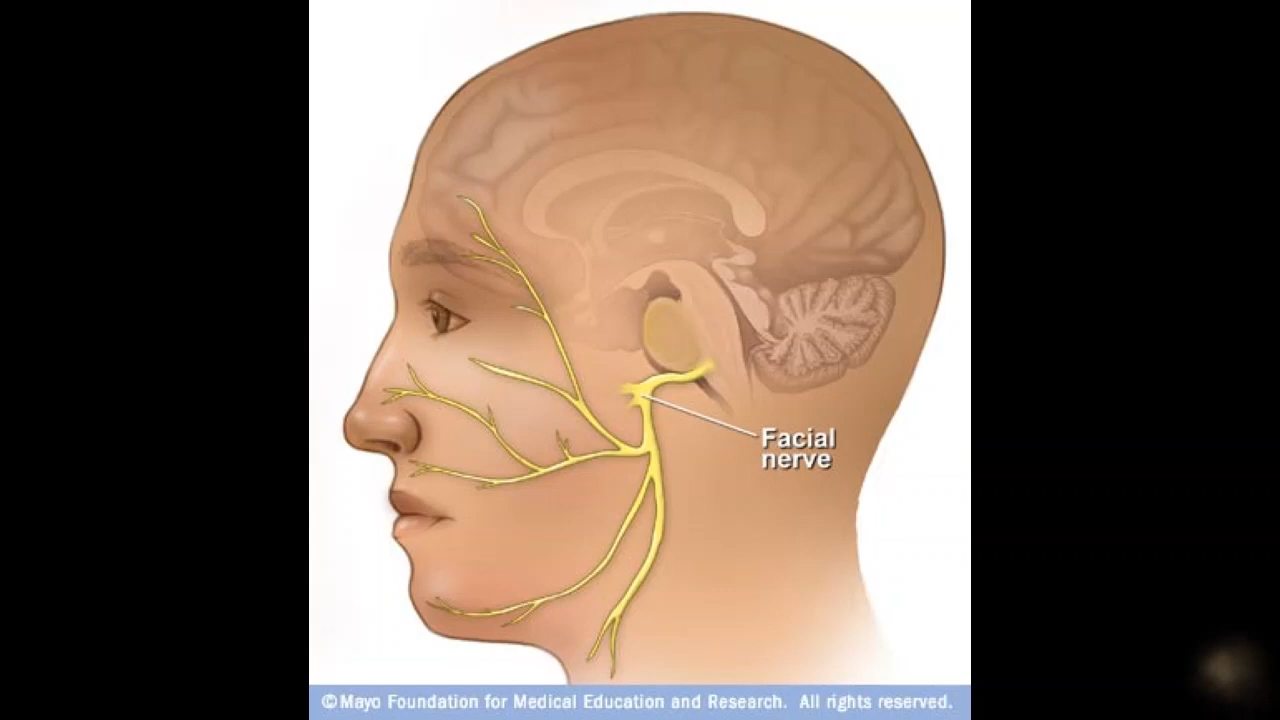 Facial
nerve
©Mayo Foundation for Medical Education and Research. All rights reserved.